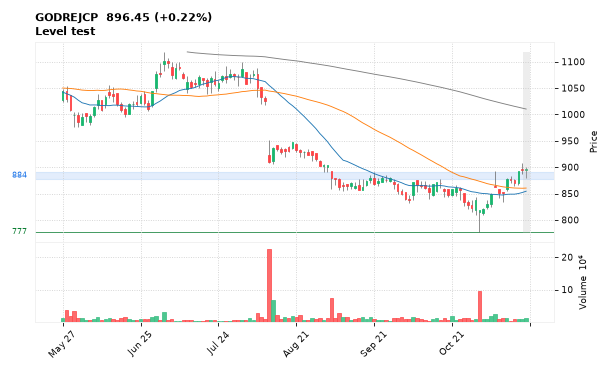 GODREJCP 896.45 (+0.22%)
Level test
1100
1050
1000
950
900
884
850
800
777
Price
20
10
Volume 10⁴
May 27
Jun 25
Jul 24
Aug 21
Sep 21
Oct 21